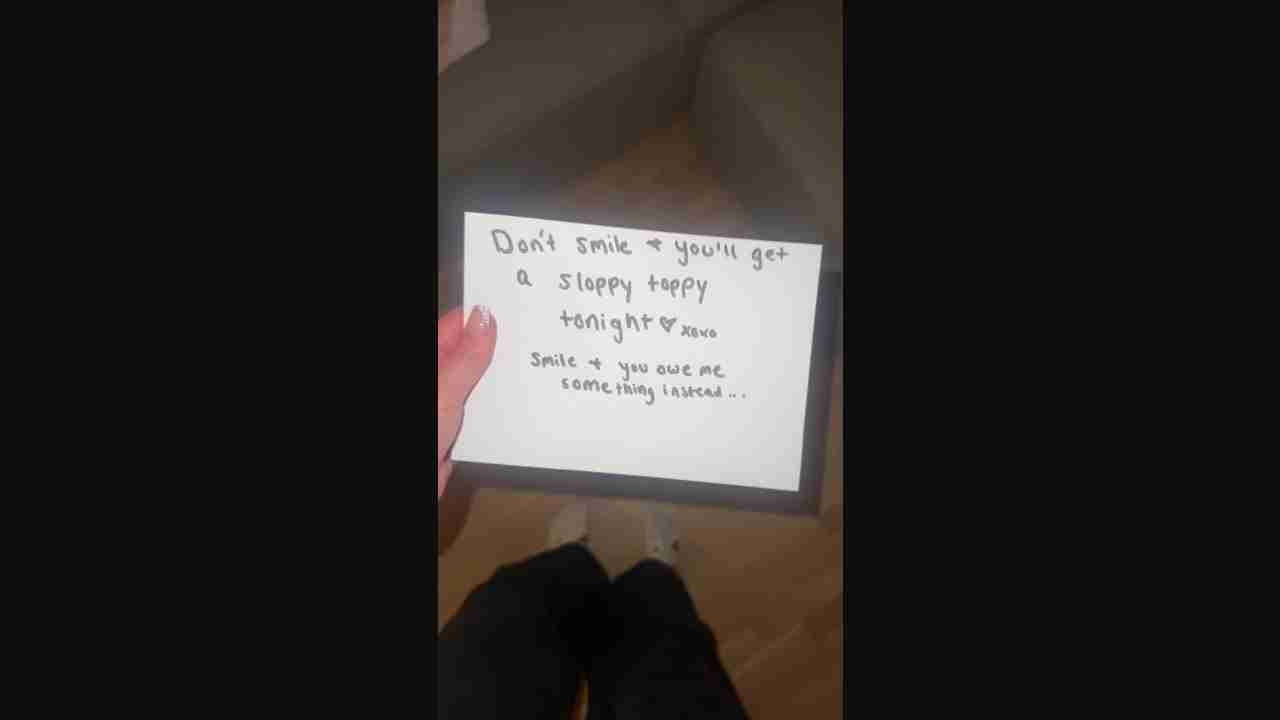 Don't smile + you'll get
a sloppy toppy
tonight ♡ xoxo
Smile + you owe me
something instead...